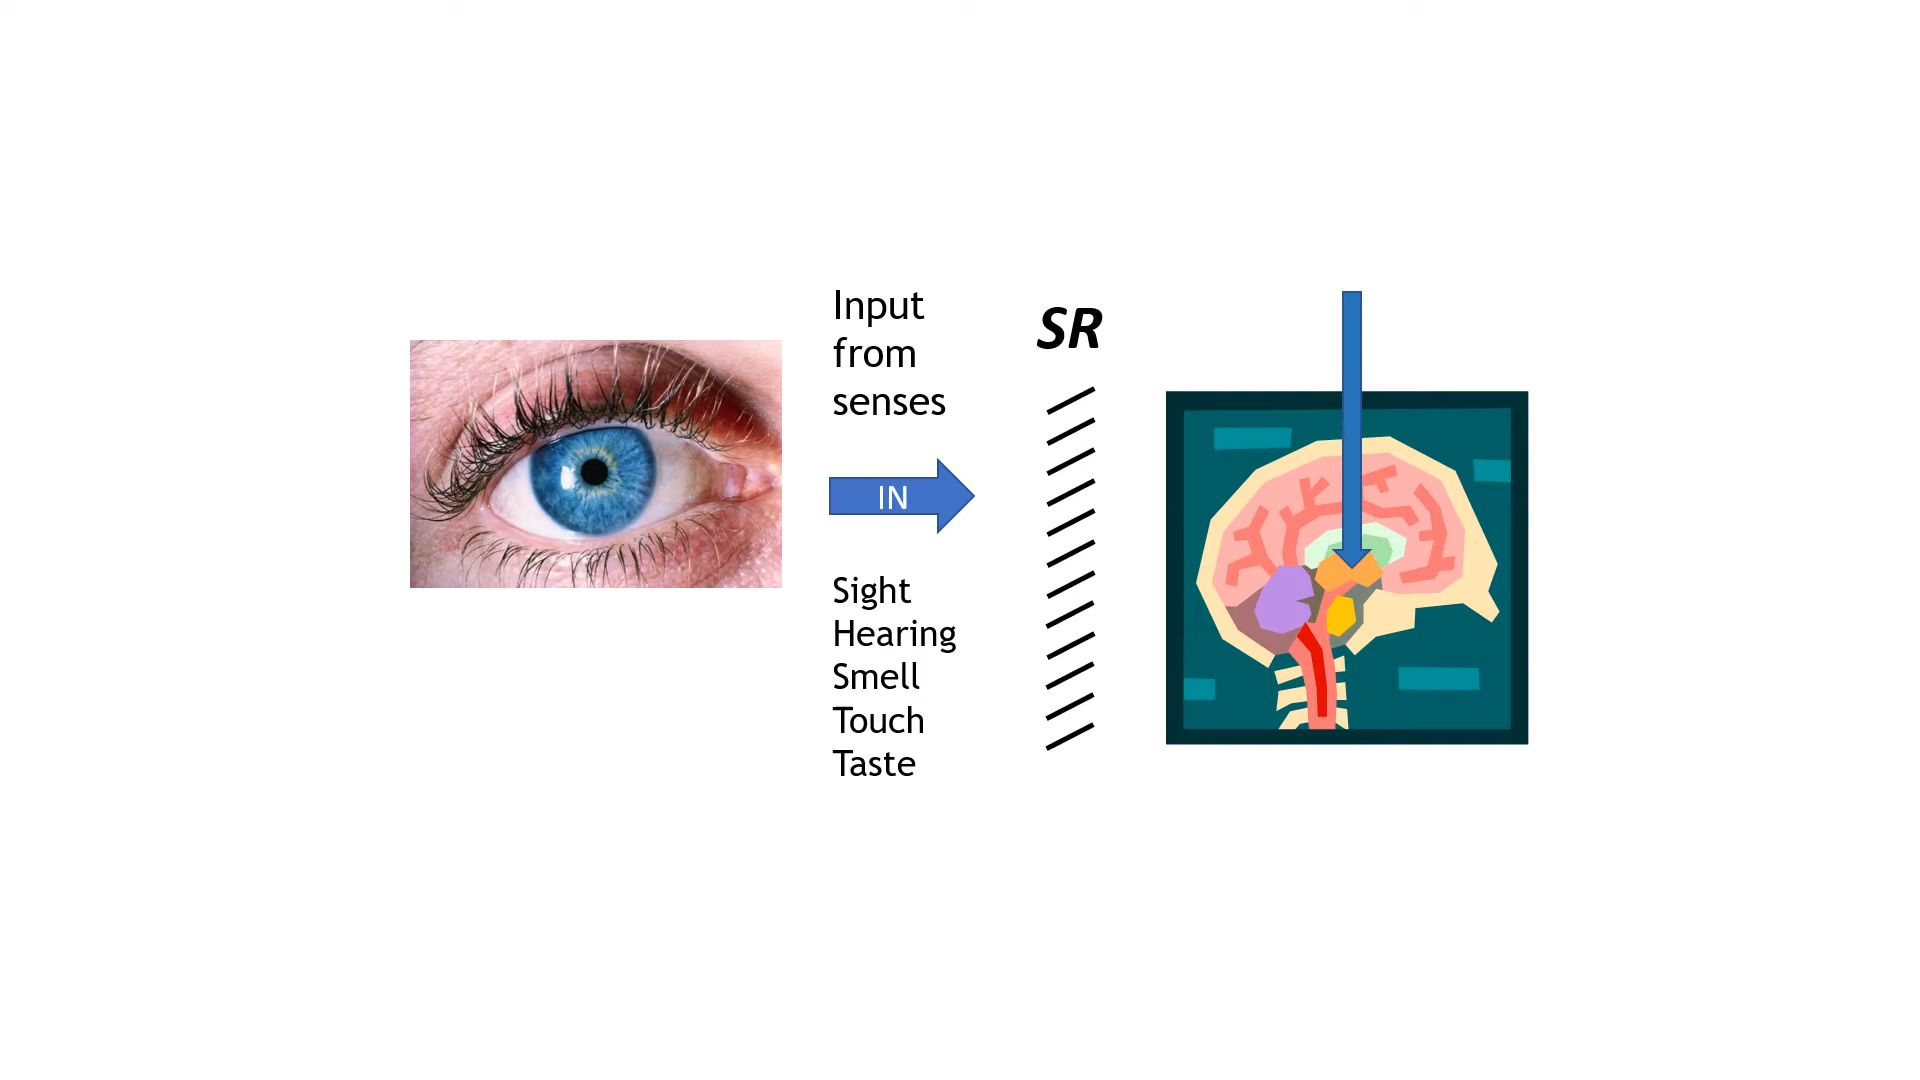 Input
from
senses
SR
IN
Sight
Hearing
Smell
Touch
Taste